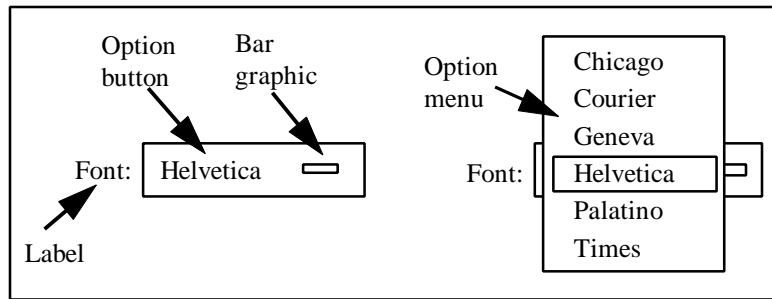 Option
button
Bar
graphic
Font:
Helvetica
Label
Option
menu
Font:
Chicago
Courier
Geneva
Helvetica
Palatino
Times